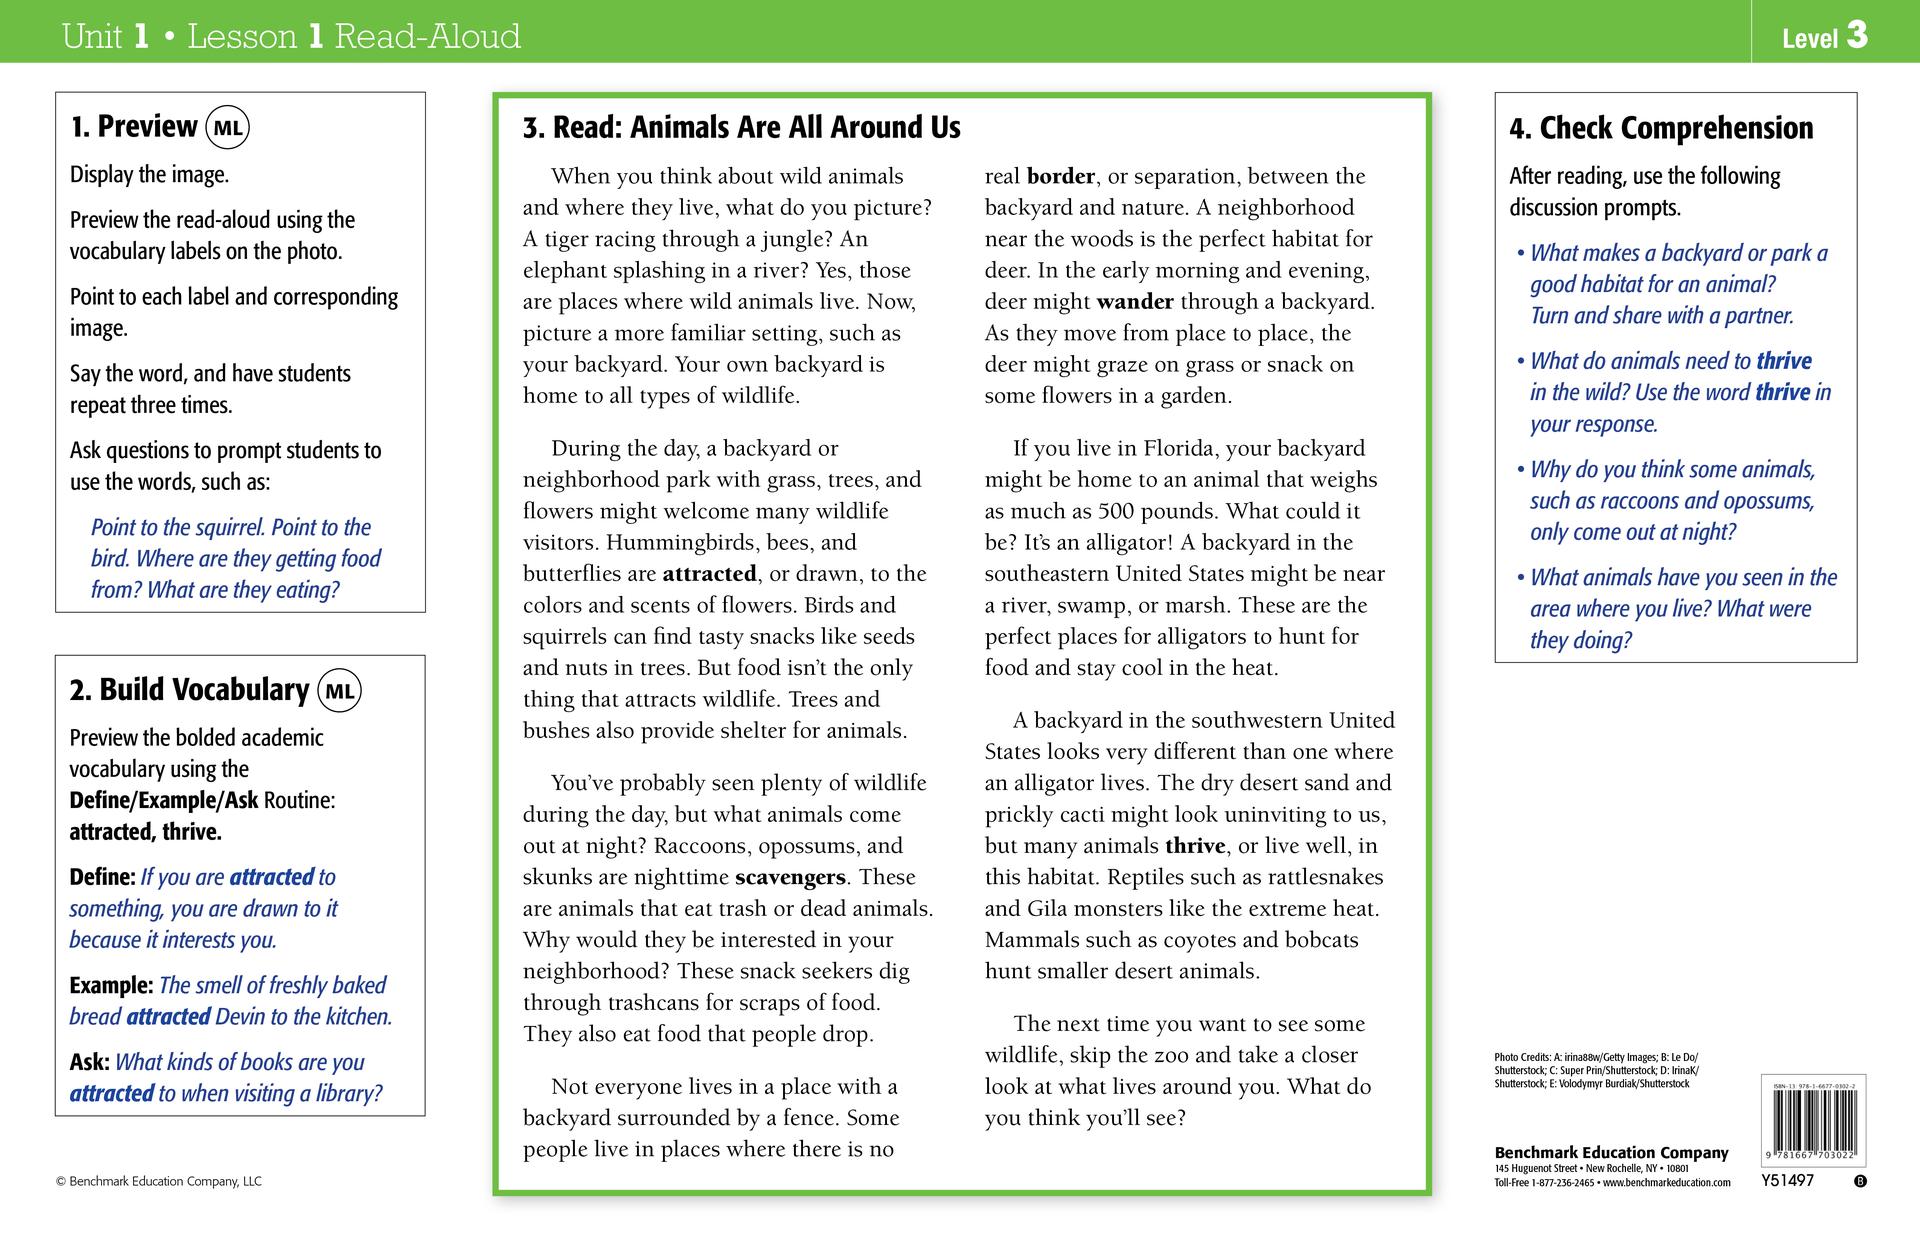 Unit 1 • Lesson 1 Read-Aloud
Level 3
1. Preview ML
Display the image.
Preview the read-aloud using the
vocabulary labels on the photo.
Point to each label and corresponding
image.
Say the word, and have students
repeat three times.
Ask questions to prompt students to
use the words, such as:
Point to the squirrel. Point to the
bird. Where are they getting food
from? What are they eating?
2. Build Vocabulary ML
Preview the bolded academic
vocabulary using the
Define/Example/Ask Routine:
attracted, thrive.
Define: If you are attracted to
something, you are drawn to it
because it interests you.
Example: The smell of freshly baked
bread attracted Devin to the kitchen.
Ask: What kinds of books are you
attracted to when visiting a library?
© Benchmark Education Company, LLC
3. Read: Animals Are All Around Us
When you think about wild animals
and where they live, what do you picture?
A tiger racing through a jungle? An
elephant splashing in a river? Yes, those
are places where wild animals live. Now,
picture a more familiar setting, such as
your backyard. Your own backyard is
home to all types of wildlife.
During the day, a backyard or
neighborhood park with grass, trees, and
flowers might welcome many wildlife
visitors. Hummingbirds, bees, and
butterflies are attracted, or drawn, to the
colors and scents of flowers. Birds and
squirrels can find tasty snacks like seeds
and nuts in trees. But food isn't the only
thing that attracts wildlife. Trees and
bushes also provide shelter for animals.
You've probably seen plenty of wildlife
during the day, but what animals come
out at night? Raccoons, opossums, and
skunks are nighttime scavengers. These
are animals that eat trash or dead animals.
Why would they be interested in your
neighborhood? These snack seekers dig
through trashcans for scraps of food.
They also eat food that people drop.
Not everyone lives in a place with a
backyard surrounded by a fence. Some
people live in places where there is no
real border, or separation, between the
backyard and nature. A neighborhood
near the woods is the perfect habitat for
deer. In the early morning and evening,
deer might wander through a backyard.
As they move from place to place, the
deer might graze on grass or snack on
some flowers in a garden.
If you live in Florida, your backyard
might be home to an animal that weighs
as much as 500 pounds. What could it
be? It's an alligator! A backyard in the
southeastern United States might be near
a river, swamp, or marsh. These are the
perfect places for alligators to hunt for
food and stay cool in the heat.
A backyard in the southwestern United
States looks very different than one where
an alligator lives. The dry desert sand and
prickly cacti might look uninviting to us,
but many animals thrive, or live well, in
this habitat. Reptiles such as rattlesnakes
and Gila monsters like the extreme heat.
Mammals such as coyotes and bobcats
hunt smaller desert animals.
The next time you want to see some
wildlife, skip the zoo and take a closer
look at what lives around you. What do
you think you'll see?
4. Check Comprehension
After reading, use the following
discussion prompts.
• What makes a backyard or park a
good habitat for an animal?
Turn and share with a partner.
• What do animals need to thrive
in the wild? Use the word thrive in
your response.
• Why do you think some animals,
such as raccoons and opossums,
only come out at night?
• What animals have you seen in the
area where you live? What were
they doing?
Photo Credits: A: irina88w/Getty Images; B: Le Do/
Shutterstock; C: Super Prin/Shutterstock; D: IrinaK/
Shutterstock; E: Volodymyr Burdiak/Shutterstock
Benchmark Education Company
145 Huguenot Street • New Rochelle, NY • 10801
Toll-Free 1-877-236-2465 • www.benchmarkeducation.com
ISBN-13 978-1-6677-0302-2
9 781667 703022
Y51497 B